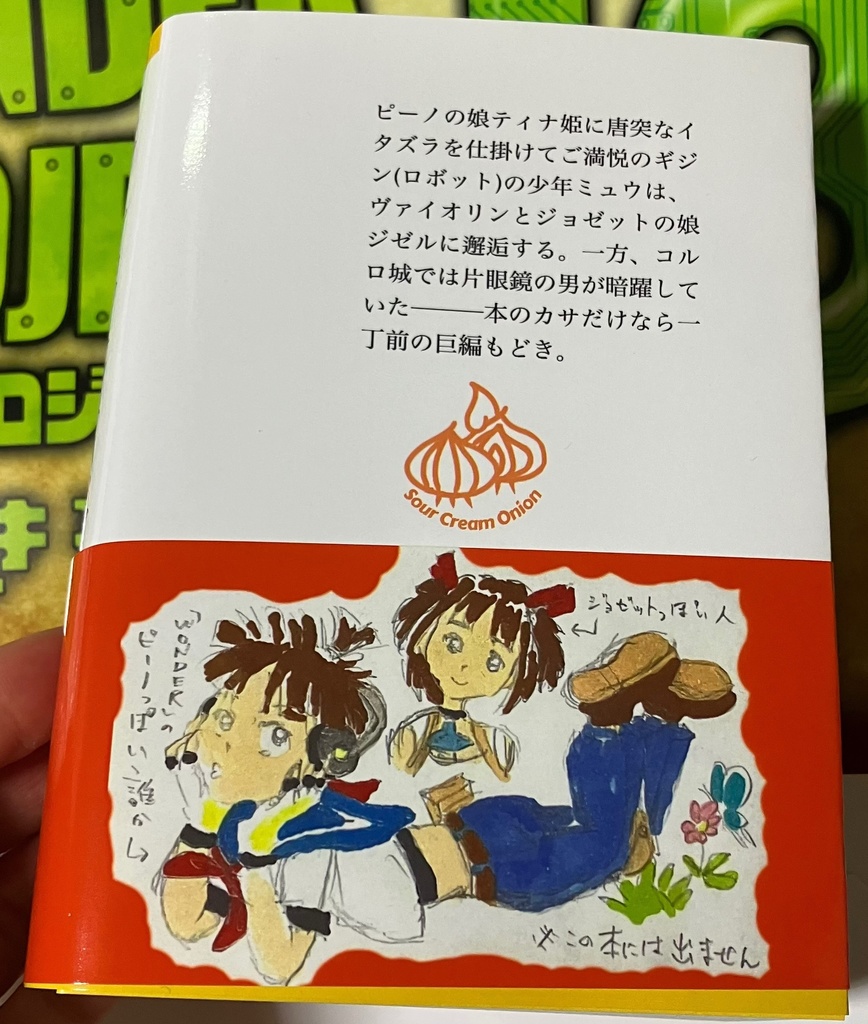 ピーノの娘ティナ姫に唐突なイ
タズラを仕掛けてご満悦のギジ
ン(ロボット)の少年ミュウは、
ヴァイオリンとジョゼットの娘
ジゼルに邂逅する。一方、コル
ロ城では片眼鏡の男が暗躍して
いた———本のカサだけなら一
丁前の巨編もどき。
Sour Cream Onion
ジョゼットっぽい人
「WONDER」の
ピーノっぽい誰か
※この本には出ません
ロジ